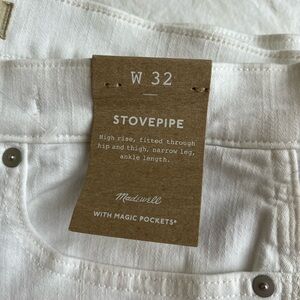 W 32
STOVEPIPE
High rise, fitted through
hip and thigh, narrow leg,
ankle length.
Madewell
WITH MAGIC POCKETS®